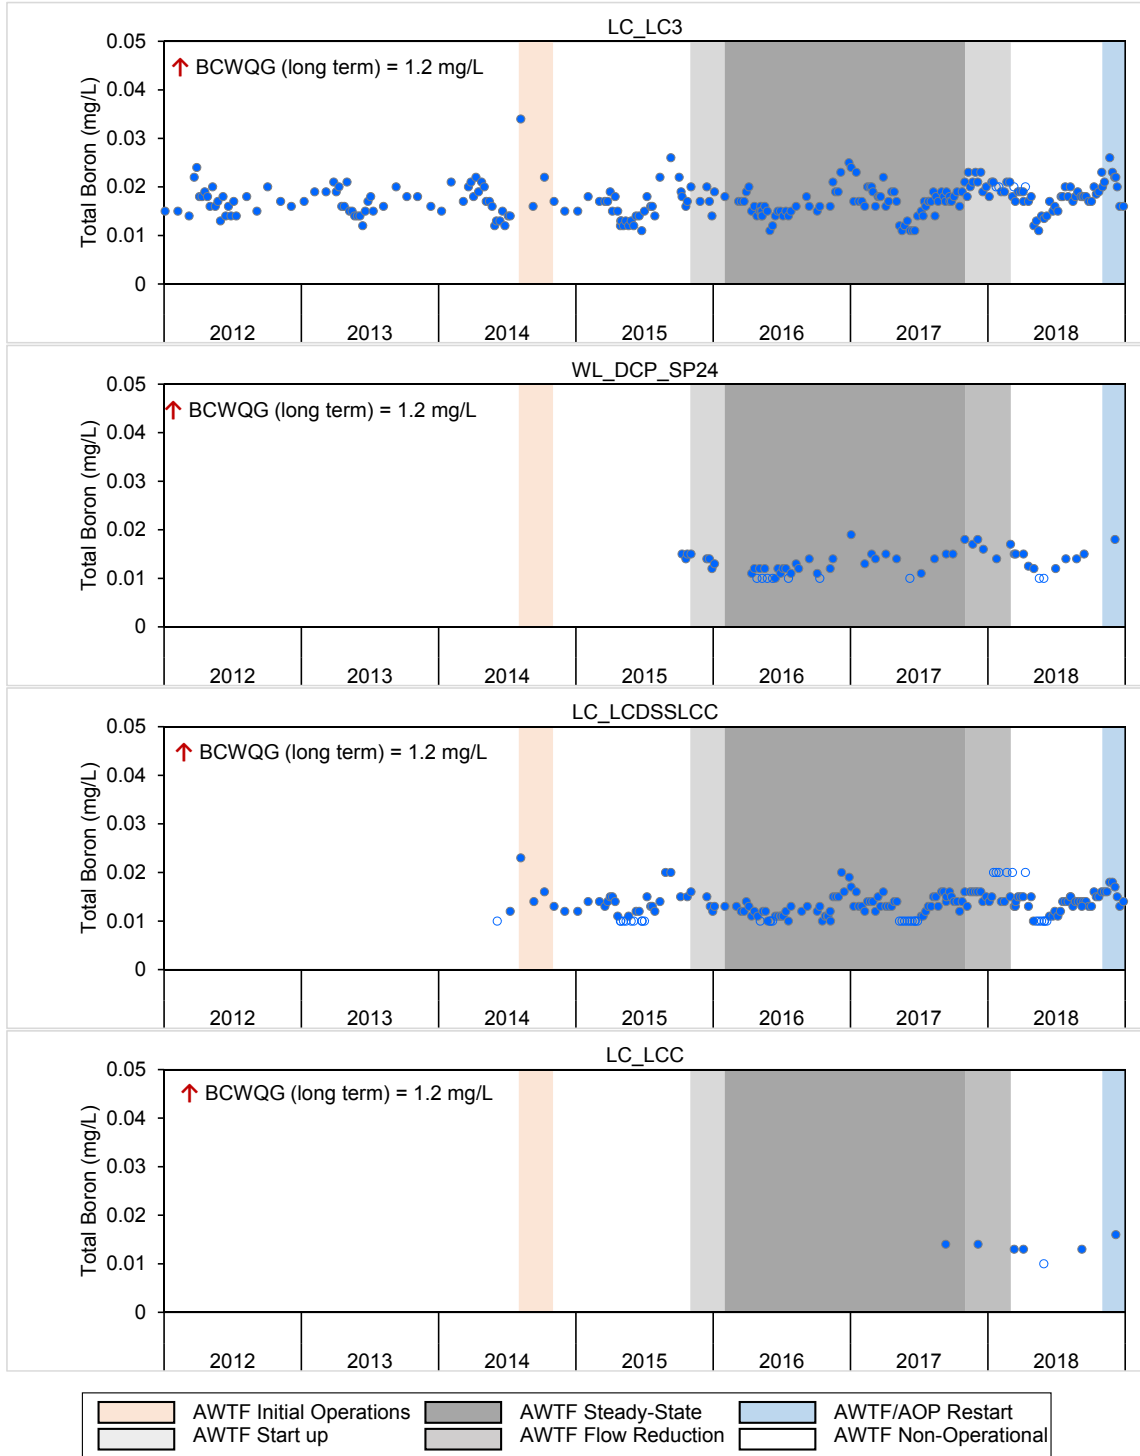 LC_LC3
0.05
↑ BCWQG (long term) = 1.2 mg/L
0.04
0.03
0.02
0.01
0
Total Boron (mg/L)
2012 2013 2014 2015 2016 2017 2018
WL_DCP_SP24
0.05
↑ BCWQG (long term) = 1.2 mg/L
0.04
0.03
0.02
0.01
0
Total Boron (mg/L)
2012 2013 2014 2015 2016 2017 2018
LC_LCDSSLCC
0.05
↑ BCWQG (long term) = 1.2 mg/L
0.04
0.03
0.02
0.01
0
Total Boron (mg/L)
2012 2013 2014 2015 2016 2017 2018
LC_LCC
0.05
↑ BCWQG (long term) = 1.2 mg/L
0.04
0.03
0.02
0.01
0
Total Boron (mg/L)
2012 2013 2014 2015 2016 2017 2018
AWTF Initial Operations AWTF Steady-State AWTF/AOP Restart
AWTF Start up AWTF Flow Reduction AWTF Non-Operational